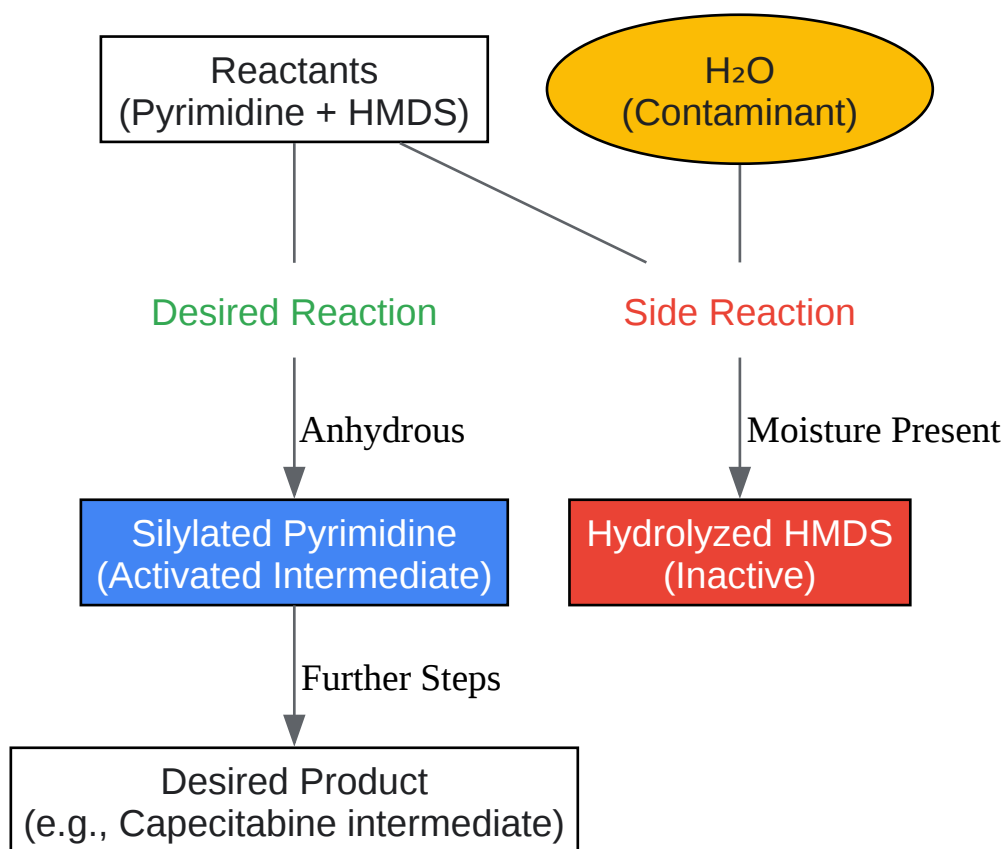 Reactants
(Pyrimidine + HMDS)
H₂O
(Contaminant)
Desired Reaction
Side Reaction
Anhydrous
Moisture Present
Silylated Pyrimidine
(Activated Intermediate)
Hydrolyzed HMDS
(Inactive)
Further Steps
Desired Product
(e.g., Capecitabine intermediate)